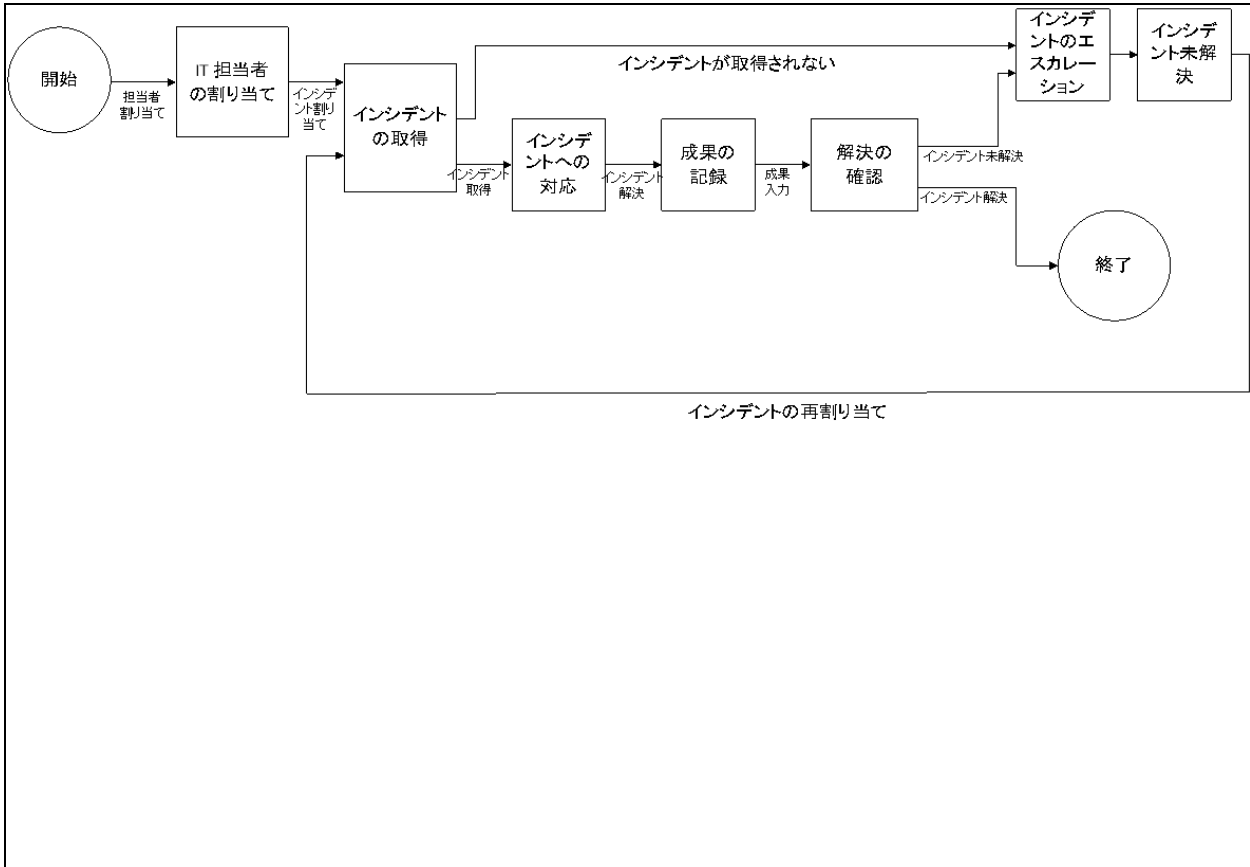 開始
担当者
割り当て
IT 担当者
の割り当て
インシデ
ント割り
当て
インシデント
の取得
インシデントが取得されない
インシデント
取得
インシデ
ントへの
対応
インシデント
解決
成果の
記録
成果
入力
解決の
確認
インシデント未解決
インシデント解決
インシデ
ントのエ
スカレー
ション
インシデ
ント未解
決
終了
インシデントの再割り当て